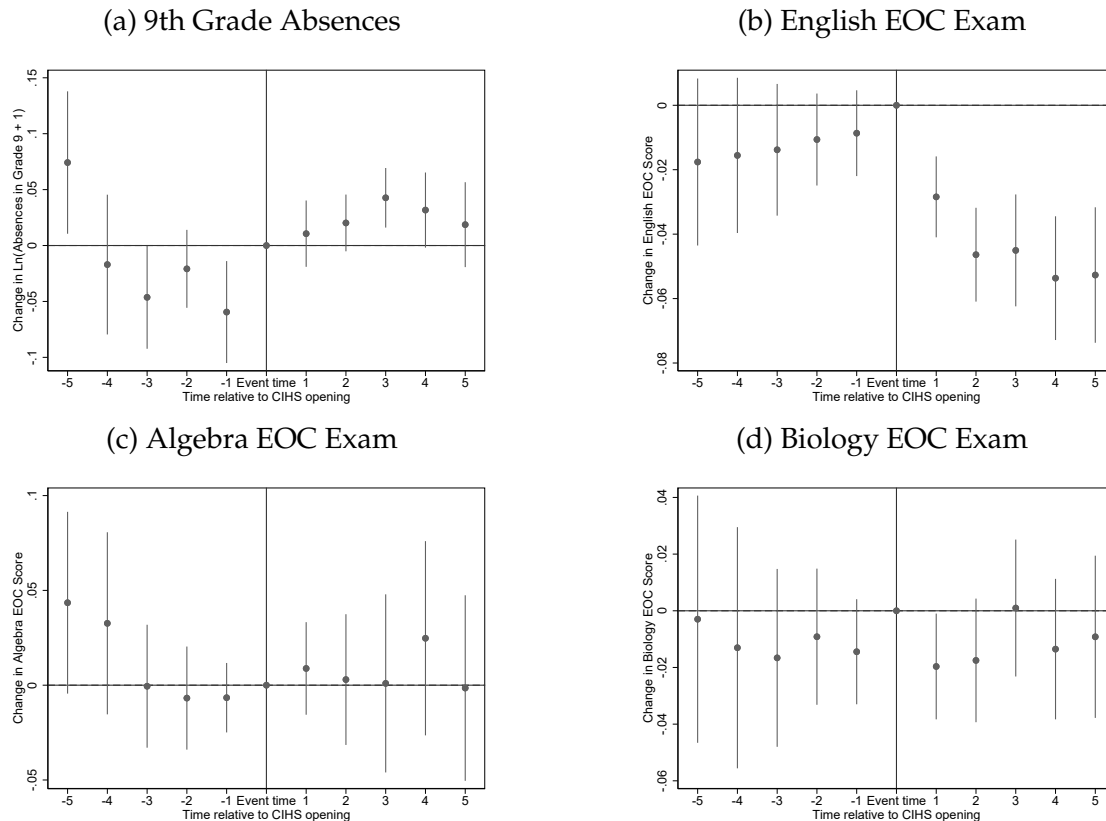 (a) 9th Grade Absences
Change in Ln(Absences in Grade 9 + 1)
.15
.1
.05
0
-.05
-.1
-5 -4 -3 -2 -1 Event time 1 2 3 4 5
Time relative to CIHS opening
(b) English EOC Exam
Change in English EOC Score
0
-.02
-.04
-.06
-.08
-5 -4 -3 -2 -1 Event time 1 2 3 4 5
Time relative to CIHS opening
(c) Algebra EOC Exam
Change in Algebra EOC Score
.1
.05
0
-.05
-5 -4 -3 -2 -1 Event time 1 2 3 4 5
Time relative to CIHS opening
(d) Biology EOC Exam
Change in Biology EOC Score
.04
.02
0
-.02
-.04
-.06
-5 -4 -3 -2 -1 Event time 1 2 3 4 5
Time relative to CIHS opening